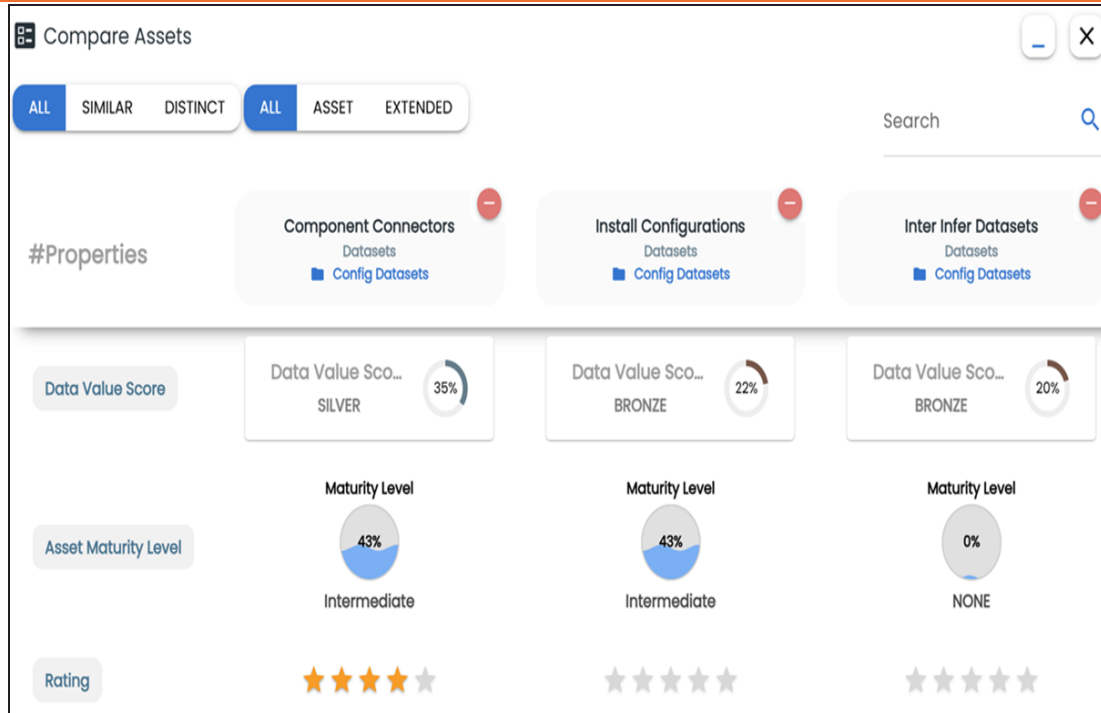 Compare Assets
ALL SIMILAR DISTINCT ALL ASSET EXTENDED
Search
#Properties
Component Connectors
Datasets
Config Datasets
Install Configurations
Datasets
Config Datasets
Inter Infer Datasets
Datasets
Config Datasets
Data Value Score
Data Value Sco...
SILVER
35%
Data Value Sco...
BRONZE
22%
Data Value Sco...
BRONZE
20%
Asset Maturity Level
Maturity Level
43%
Intermediate
Maturity Level
43%
Intermediate
Maturity Level
0%
NONE
Rating